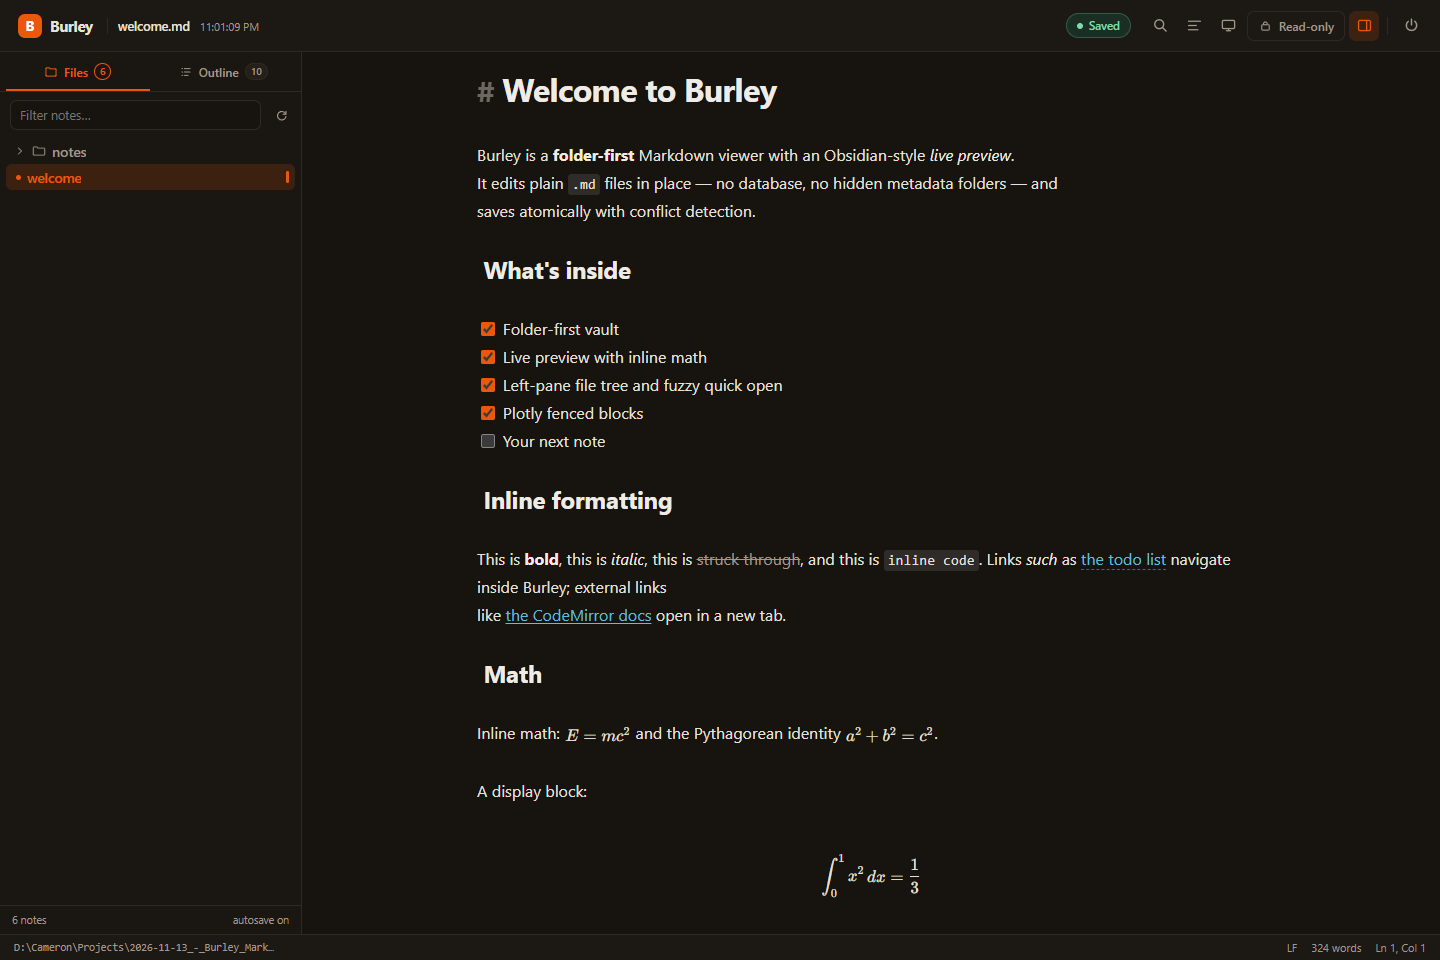 B Burley welcome.md 11:01:09 PM Saved Read-only
Files 6 Outline 10
Filter notes...
notes
welcome
# Welcome to Burley
Burley is a folder-first Markdown viewer with an Obsidian-style live preview.
It edits plain .md files in place — no database, no hidden metadata folders — and
saves atomically with conflict detection.
What's inside
Folder-first vault
Live preview with inline math
Left-pane file tree and fuzzy quick open
Plotly fenced blocks
Your next note
Inline formatting
This is bold, this is italic, this is struck through, and this is inline code. Links such as the todo list navigate
inside Burley; external links
like the CodeMirror docs open in a new tab.
Math
Inline math: E = mc² and the Pythagorean identity a² + b² = c².
A display block:
∫₀¹ x² dx = 1/3
6 notes autosave on
D:\Cameron\Projects\2026-11-13_-_Burley_Mark… LF 324 words Ln 1, Col 1